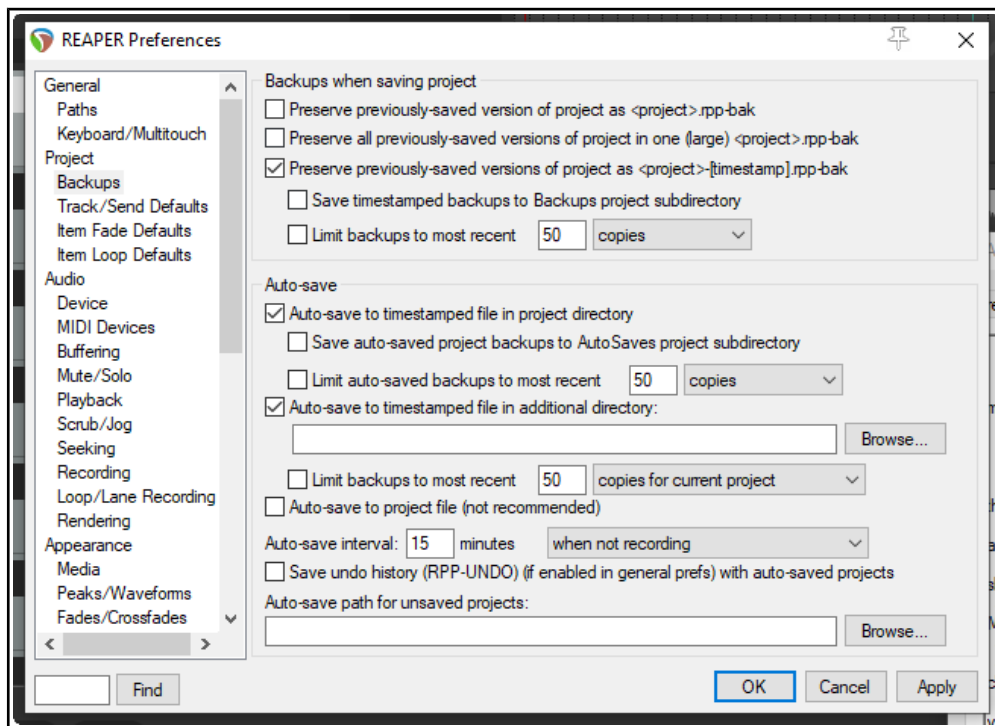 REAPER Preferences
General
Paths
Keyboard/Multitouch
Project
Backups
Track/Send Defaults
Item Fade Defaults
Item Loop Defaults
Audio
Device
MIDI Devices
Buffering
Mute/Solo
Playback
Scrub/Jog
Seeking
Recording
Loop/Lane Recording
Rendering
Appearance
Media
Peaks/Waveforms
Fades/Crossfades
Find
Backups when saving project
Preserve previously-saved version of project as <project>.rpp-bak
Preserve all previously-saved versions of project in one (large) <project>.rpp-bak
Preserve previously-saved versions of project as <project>-[timestamp].rpp-bak
Save timestamped backups to Backups project subdirectory
Limit backups to most recent 50 copies
Auto-save
Auto-save to timestamped file in project directory
Save auto-saved project backups to AutoSaves project subdirectory
Limit auto-saved backups to most recent 50 copies
Auto-save to timestamped file in additional directory:
Browse...
Limit backups to most recent 50 copies for current project
Auto-save to project file (not recommended)
Auto-save interval: 15 minutes when not recording
Save undo history (RPP-UNDO) (if enabled in general prefs) with auto-saved projects
Auto-save path for unsaved projects:
Browse...
OK Cancel Apply